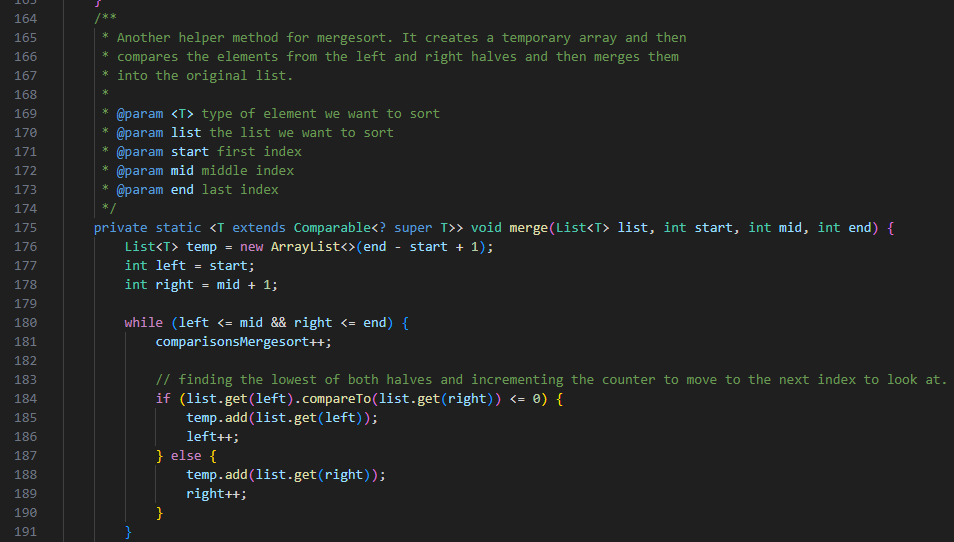 163 }
164 /**
165 * Another helper method for mergesort. It creates a temporary array and then
166 * compares the elements from the left and right halves and then merges them
167 * into the original list.
168 *
169 * @param <T> type of element we want to sort
170 * @param list the list we want to sort
171 * @param start first index
172 * @param mid middle index
173 * @param end last index
174 */
175 private static <T extends Comparable<? super T>> void merge(List<T> list, int start, int mid, int end) {
176 List<T> temp = new ArrayList<>(end - start + 1);
177 int left = start;
178 int right = mid + 1;
179
180 while (left <= mid && right <= end) {
181 comparisonsMergesort++;
182
183 // finding the lowest of both halves and incrementing the counter to move to the next index to look at.
184 if (list.get(left).compareTo(list.get(right)) <= 0) {
185 temp.add(list.get(left));
186 left++;
187 } else {
188 temp.add(list.get(right));
189 right++;
190 }
191 }